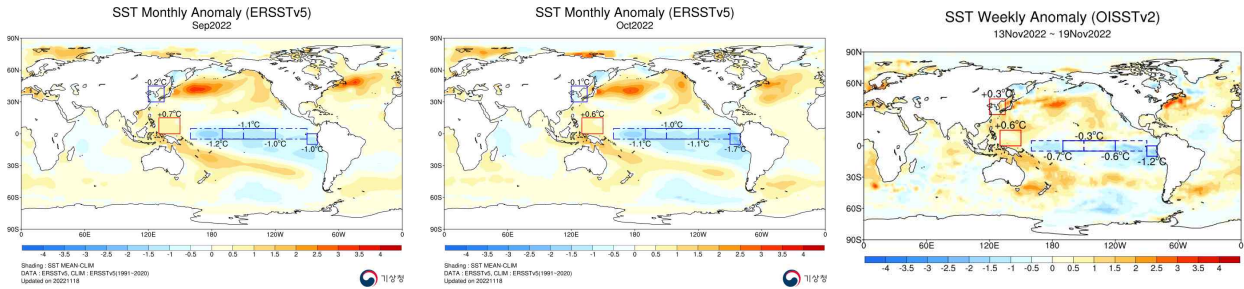 SST Monthly Anomaly (ERSSTv5)
Sep2022
90N
60N
30N
0
30S
60S
90S
0 60E 120E 180 120W 60W 0
-0.2℃
+0.7℃
-1.1℃
-1.2℃ -1.0℃
-1.0℃
-4 -3.5 -3 -2.5 -2 -1.5 -1 -0.5 0 0.5 1 1.5 2 2.5 3 3.5 4
Shading : SST MEAN-CLIM
DATA : ERSSTv5, CLIM : ERSSTv5(1991~2020)
Updated on 20221118
기상청
SST Monthly Anomaly (ERSSTv5)
Oct2022
90N
60N
30N
0
30S
60S
90S
0 60E 120E 180 120W 60W 0
-0.1℃
+0.6℃
-1.0℃
-1.1℃ -1.1℃
-1.7℃
-4 -3.5 -3 -2.5 -2 -1.5 -1 -0.5 0 0.5 1 1.5 2 2.5 3 3.5 4
Shading : SST MEAN-CLIM
DATA : ERSSTv5, CLIM : ERSSTv5(1991~2020)
Updated on 20221118
기상청
SST Weekly Anomaly (OISSTv2)
13Nov2022 ~ 19Nov2022
90N
60N
30N
0
30S
60S
90S
0 60E 120E 180 120W 60W 0
+0.3℃
+0.6℃
-0.3℃
-0.7℃ -0.6℃
-1.2℃
-4 -3.5 -3 -2.5 -2 -1.5 -1 -0.5 0 0.5 1 1.5 2 2.5 3 3.5 4